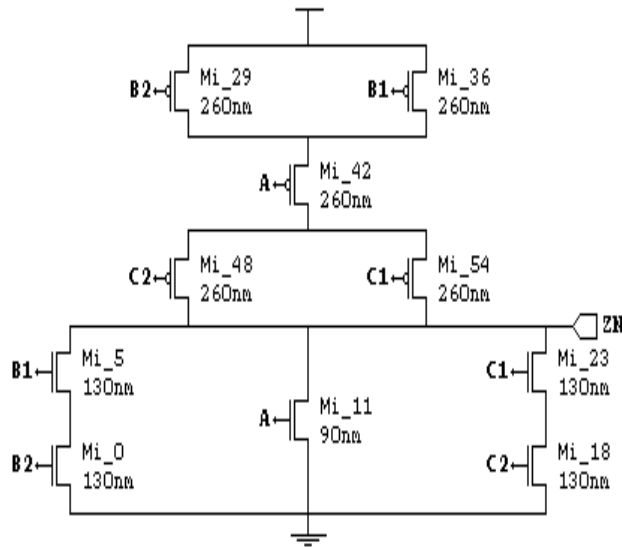 B2 Mi_29 260nm
B1 Mi_36 260nm
A Mi_42 260nm
C2 Mi_48 260nm
C1 Mi_54 260nm
ZN
B1 Mi_5 130nm
A Mi_11 90nm
C1 Mi_23 130nm
B2 Mi_0 130nm
C2 Mi_18 130nm